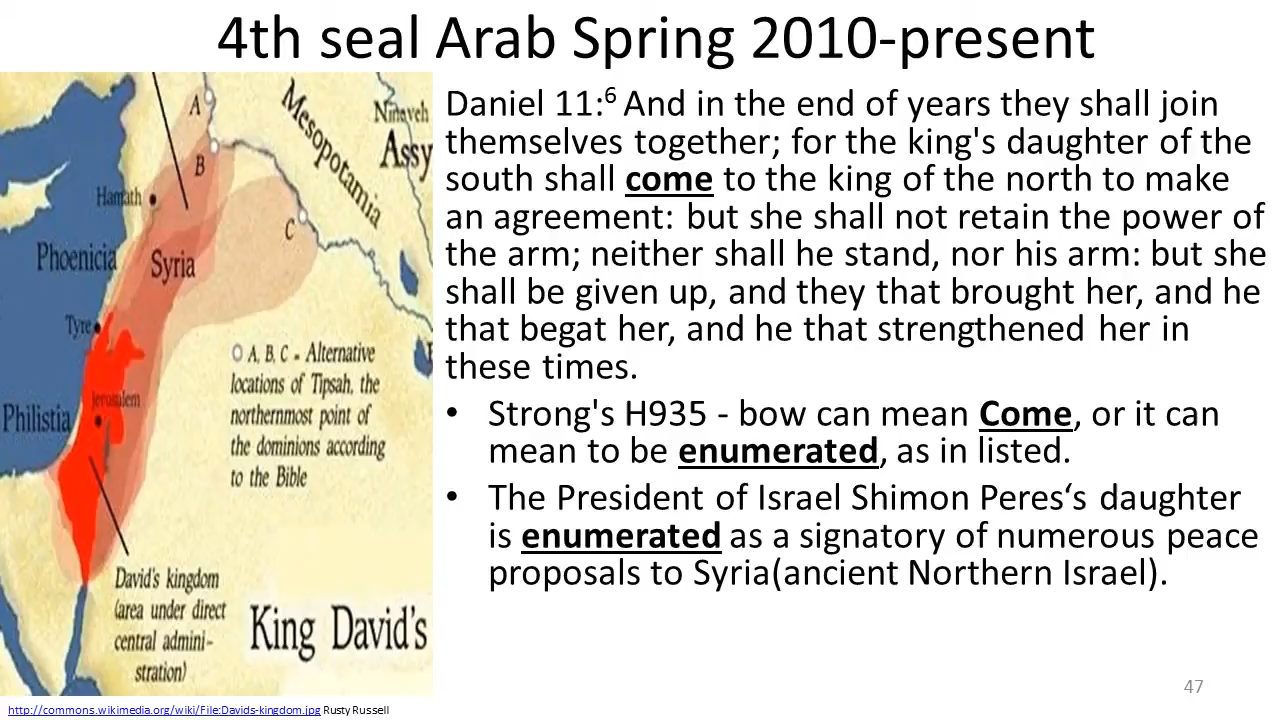 4th seal Arab Spring 2010-present
A
B
C
Hamath
Phoenicia
Syria
Mesopotamia
Nineveh
Assy
Tyre
Jerusalem
Philistia
A, B, C = Alternative
locations of Tipsah, the
northernmost point of
the dominions according
to the Bible
David's kingdom
(area under direct
central admini-
stration)
King David's
http://commons.wikimedia.org/wiki/File:Davids-kingdom.jpg Rusty Russell
Daniel 11:6 And in the end of years they shall join
themselves together; for the king's daughter of the
south shall come to the king of the north to make
an agreement: but she shall not retain the power of
the arm; neither shall he stand, nor his arm: but she
shall be given up, and they that brought her, and he
that begat her, and he that strengthened her in
these times.
• Strong's H935 - bow can mean Come, or it can
mean to be enumerated, as in listed.
• The President of Israel Shimon Peres‘s daughter
is enumerated as a signatory of numerous peace
proposals to Syria(ancient Northern Israel).
47